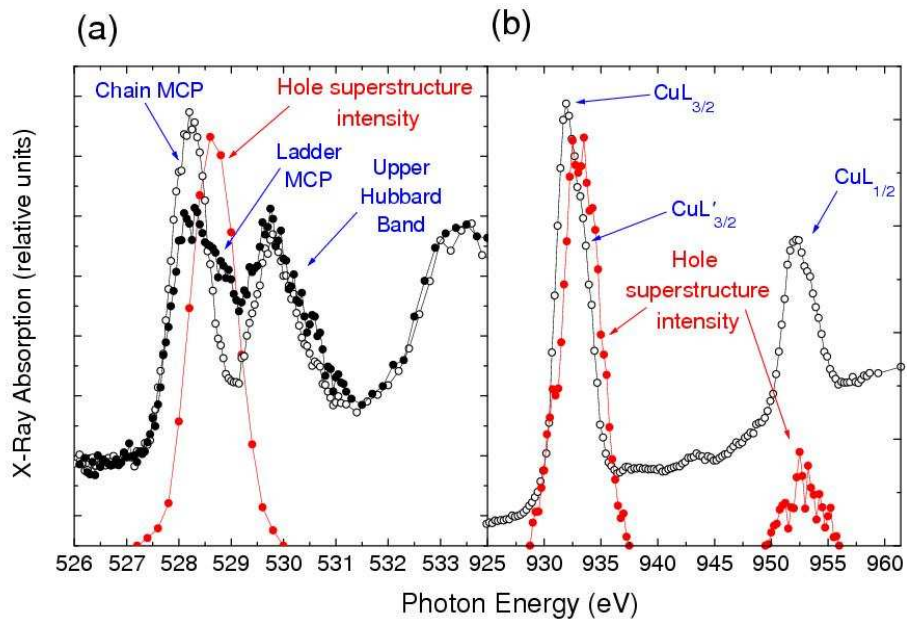 (a)
(b)
Chain MCP
Hole superstructure
intensity
Ladder
MCP
Upper
Hubbard
Band
CuL3/2
CuL′3/2
CuL1/2
Hole
superstructure
intensity
X-Ray Absorption (relative units)
526 527 528 529 530 531 532 533 925 930 935 940 945 950 955 960
Photon Energy (eV)